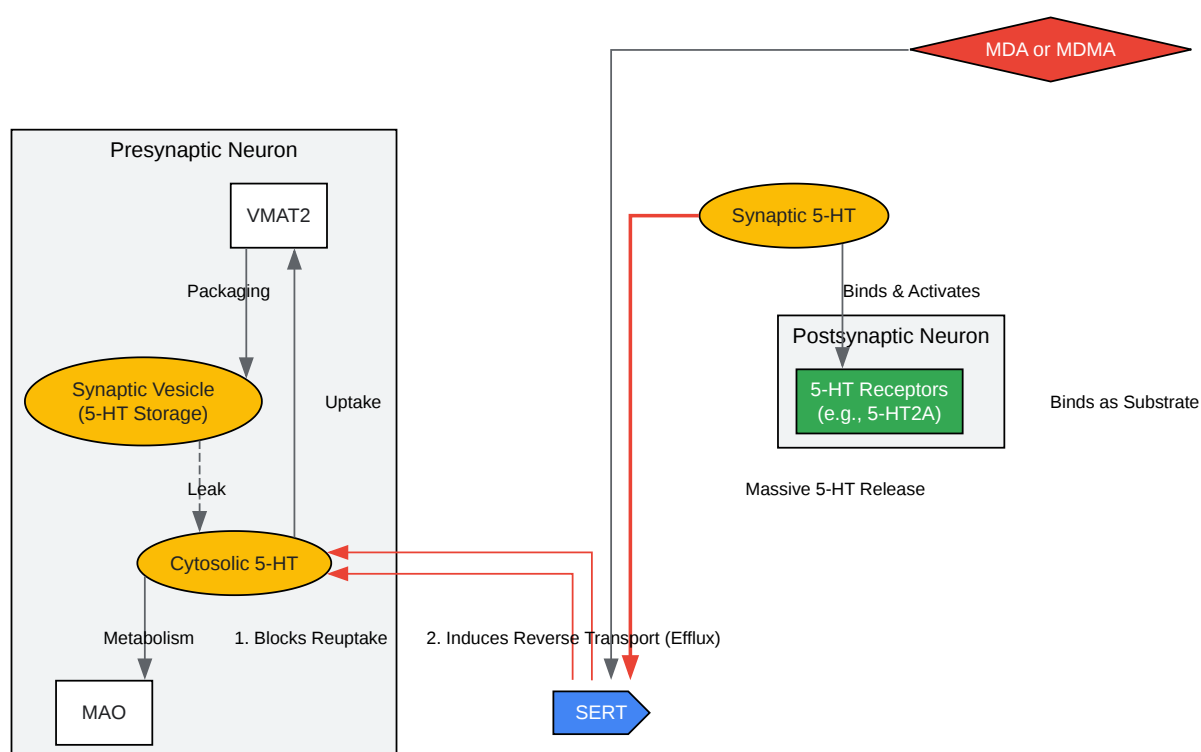 MDA or MDMA
Presynaptic Neuron
VMAT2
Synaptic 5-HT
Packaging
Binds & Activates
Postsynaptic Neuron
Synaptic Vesicle
(5-HT Storage)
Uptake
5-HT Receptors
(e.g., 5-HT2A)
Binds as Substrate
Leak
Massive 5-HT Release
Cytosolic 5-HT
Metabolism
1. Blocks Reuptake
2. Induces Reverse Transport (Efflux)
MAO
SERT